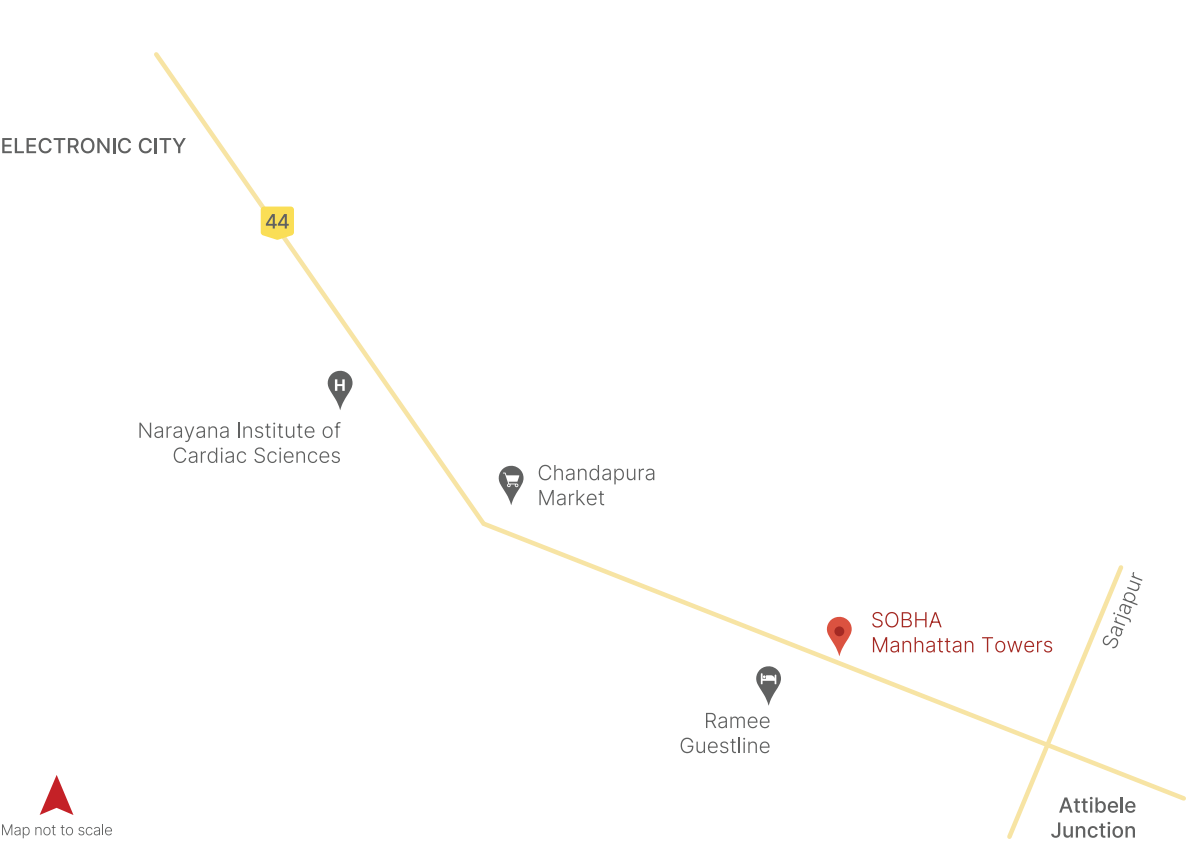 ELECTRONIC CITY
44
H
Narayana Institute of
Cardiac Sciences
Chandapura
Market
SOBHA
Manhattan Towers
Sarjapur
Ramee
Guestline
Attibele
Junction
Map not to scale